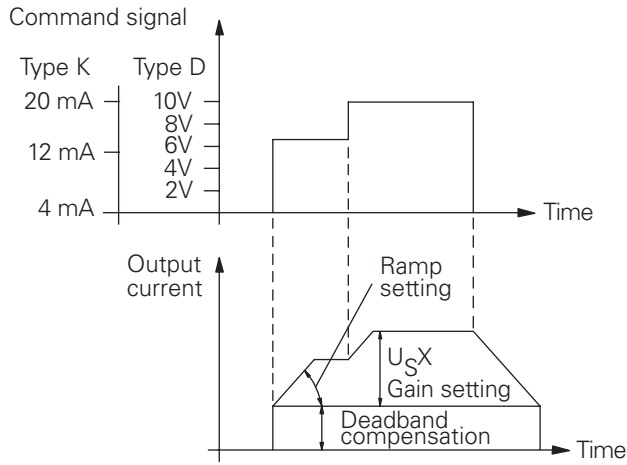 Command signal
Type K
Type D
20 mA
10V
8V
12 mA
6V
4V
2V
4 mA
Time
Output
current
Ramp
setting
USX
Gain setting
Deadband
compensation
Time